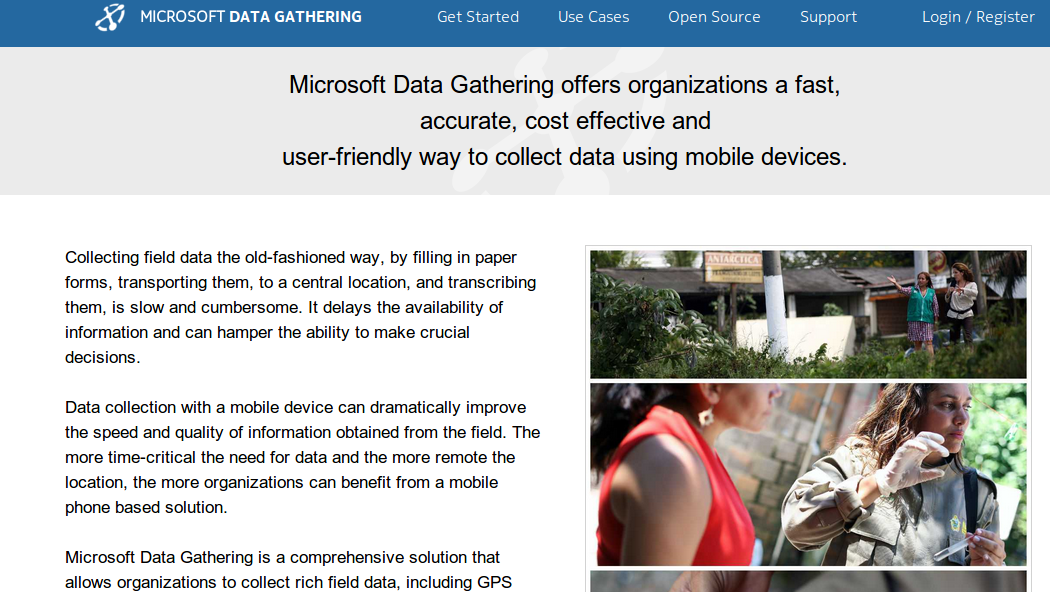 MICROSOFT DATA GATHERING
Get Started
Use Cases
Open Source
Support
Login / Register
Microsoft Data Gathering offers organizations a fast,
accurate, cost effective and
user-friendly way to collect data using mobile devices.
Collecting field data the old-fashioned way, by filling in paper
forms, transporting them, to a central location, and transcribing
them, is slow and cumbersome. It delays the availability of
information and can hamper the ability to make crucial
decisions.
Data collection with a mobile device can dramatically improve
the speed and quality of information obtained from the field. The
more time-critical the need for data and the more remote the
location, the more organizations can benefit from a mobile
phone based solution.
Microsoft Data Gathering is a comprehensive solution that
allows organizations to collect rich field data, including GPS
ANTARCTICA